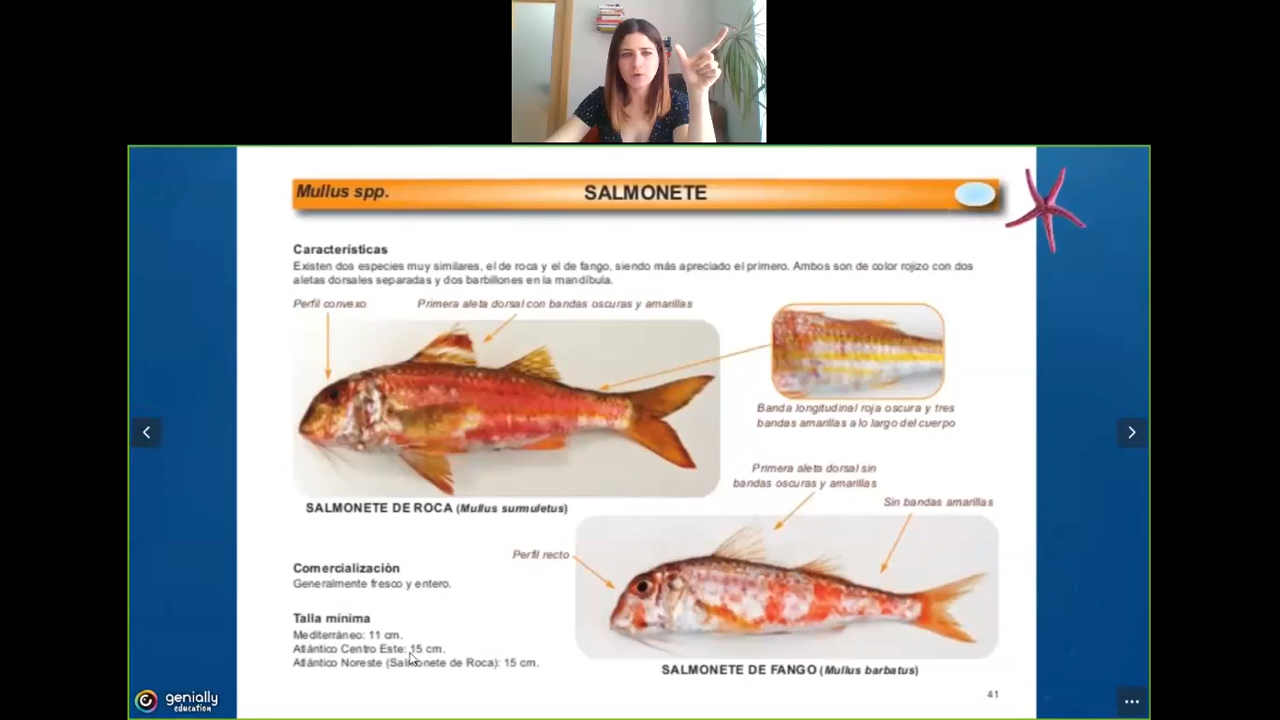 Mullus spp.
SALMONETE
Características
Existen dos especies muy similares, el de roca y el de fango, siendo más apreciado el primero. Ambos son de color rojizo con dos
aletas dorsales separadas y dos barbillones en la mandíbula.
Perfil convexo
Primera aleta dorsal con bandas oscuras y amarillas
Banda longitudinal roja oscura y tres
bandas amarillas a lo largo del cuerpo
SALMONETE DE ROCA (Mullus surmuletus)
Primera aleta dorsal sin
bandas oscuras y amarillas
Sin bandas amarillas
Perfil recto
Comercialización
Generalmente fresco y entero.
Talla mínima
Mediterráneo: 11 cm.
Atlántico Centro Este: 15 cm.
Atlántico Noreste (Salmonete de Roca): 15 cm.
SALMONETE DE FANGO (Mullus barbatus)
41
genially
education